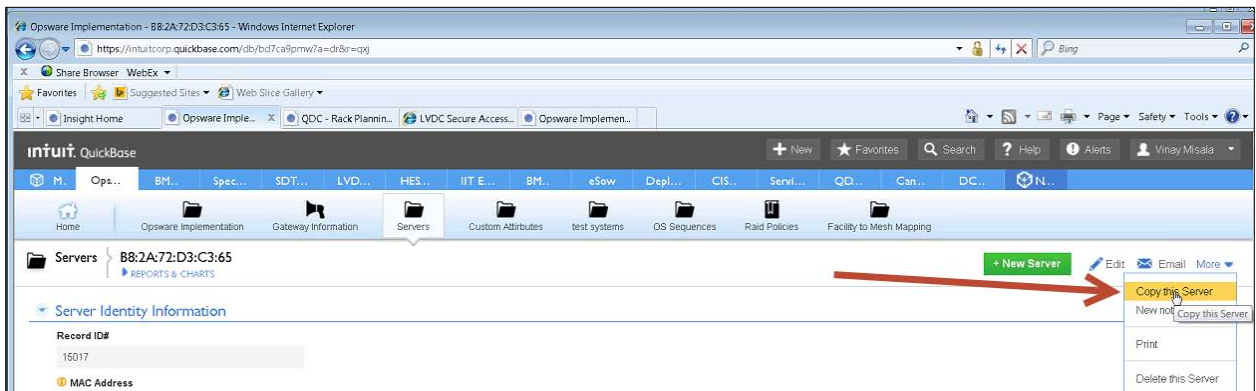 Opsware Implementation - B8:2A:72:D3:C3:65 - Windows Internet Explorer
https://intuitcorp.quickbase.com/db/bd7ca9pmw?a=dr&r=qxj
Bing
X Share Browser WebEx
Favorites Suggested Sites Web Slice Gallery
Insight Home Opsware Imple... X QDC - Rack Plannin... LVDC Secure Access... Opsware Implemen... Page Safety Tools
intuit QuickBase + New Favorites Search ? Help Alerts Vinay Misala
M. Ops... BM.. Spec... SDT... LVD... HES... IIT E... BM... eSow Depl... CIS.. Servi... QD... Can... DC.. N...
Home Opsware Implementation Gateway Information Servers Custom Attirbutes test systems OS Sequences Raid Policies Facility to Mesh Mapping
Servers B8:2A:72:D3:C3:65 + New Server Edit Email More
REPORTS & CHARTS
Copy this Server
New not
Copy this Server
Server Identity Information
Record ID#
Print
15017
MAC Address
Delete this Server